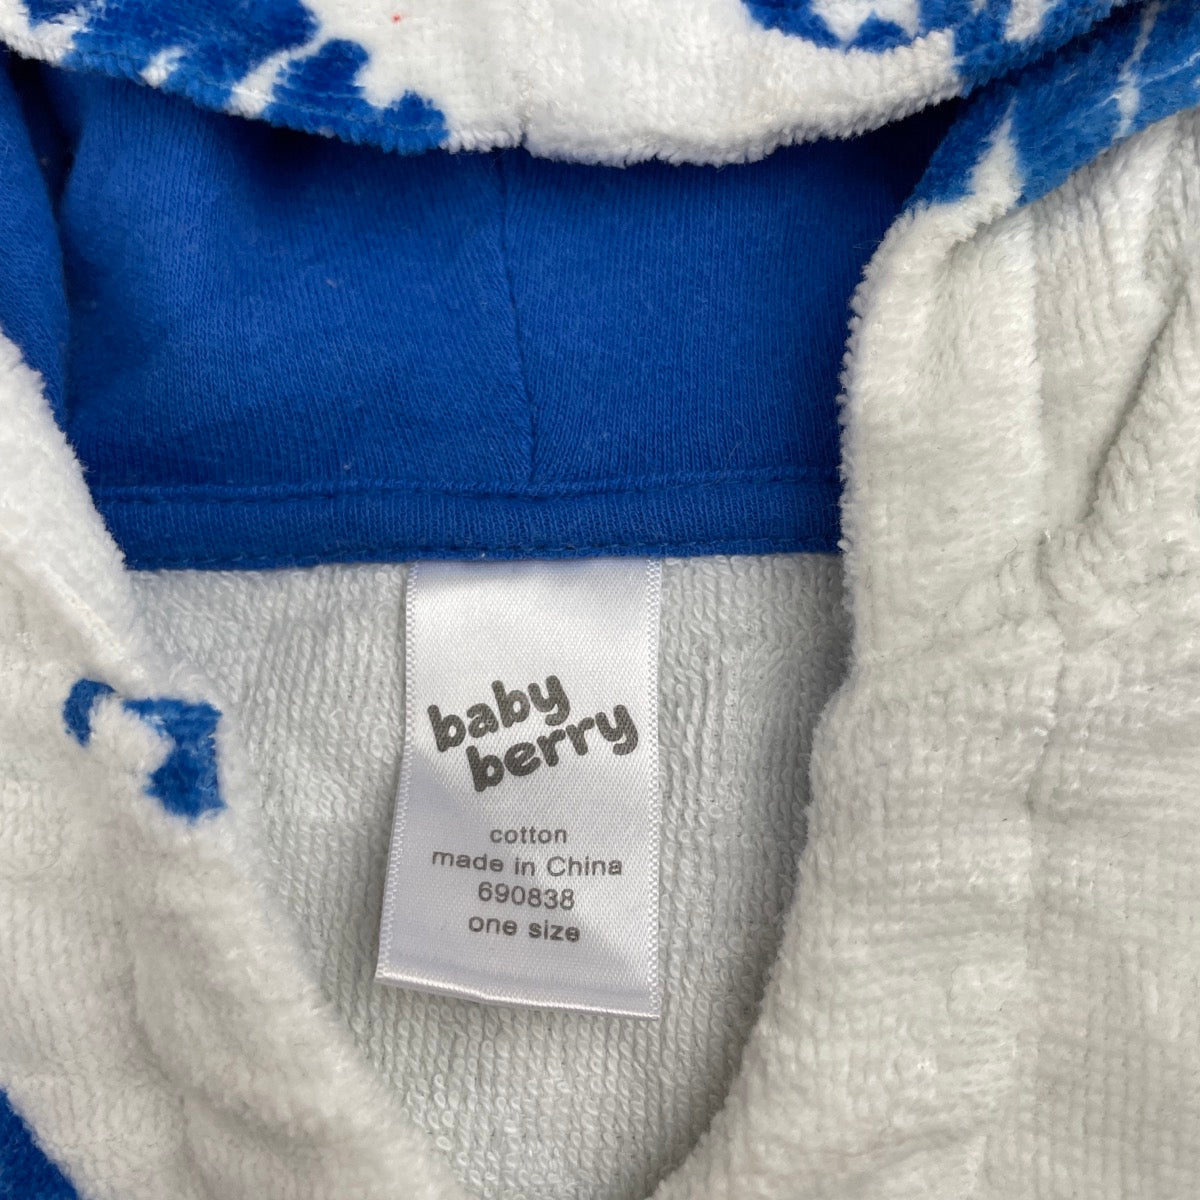 baby
berry
cotton
made in China
690838
one size